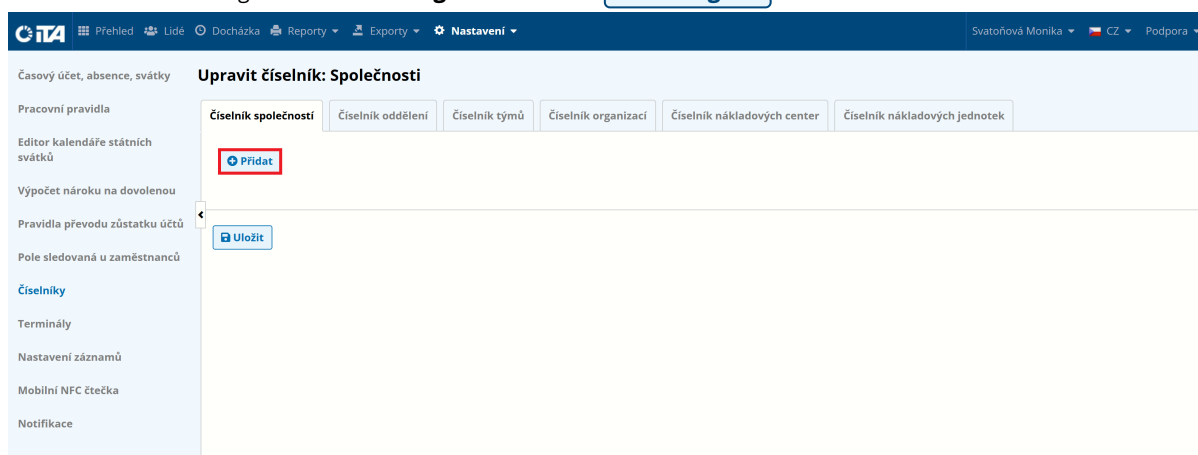 iTA Přehled Lidé Docházka Reporty Exporty Nastavení Svatoňová Monika CZ Podpora
Časový účet, absence, svátky
Pracovní pravidla
Editor kalendáře státních
svátků
Výpočet nároku na dovolenou
Pravidla převodu zůstatku účtů
Pole sledovaná u zaměstnanců
Číselníky
Terminály
Nastavení záznamů
Mobilní NFC čtečka
Notifikace
Upravit číselník: Společnosti
Číselník společností Číselník oddělení Číselník týmů Číselník organizací Číselník nákladových center Číselník nákladových jednotek
Přidat
Uložit